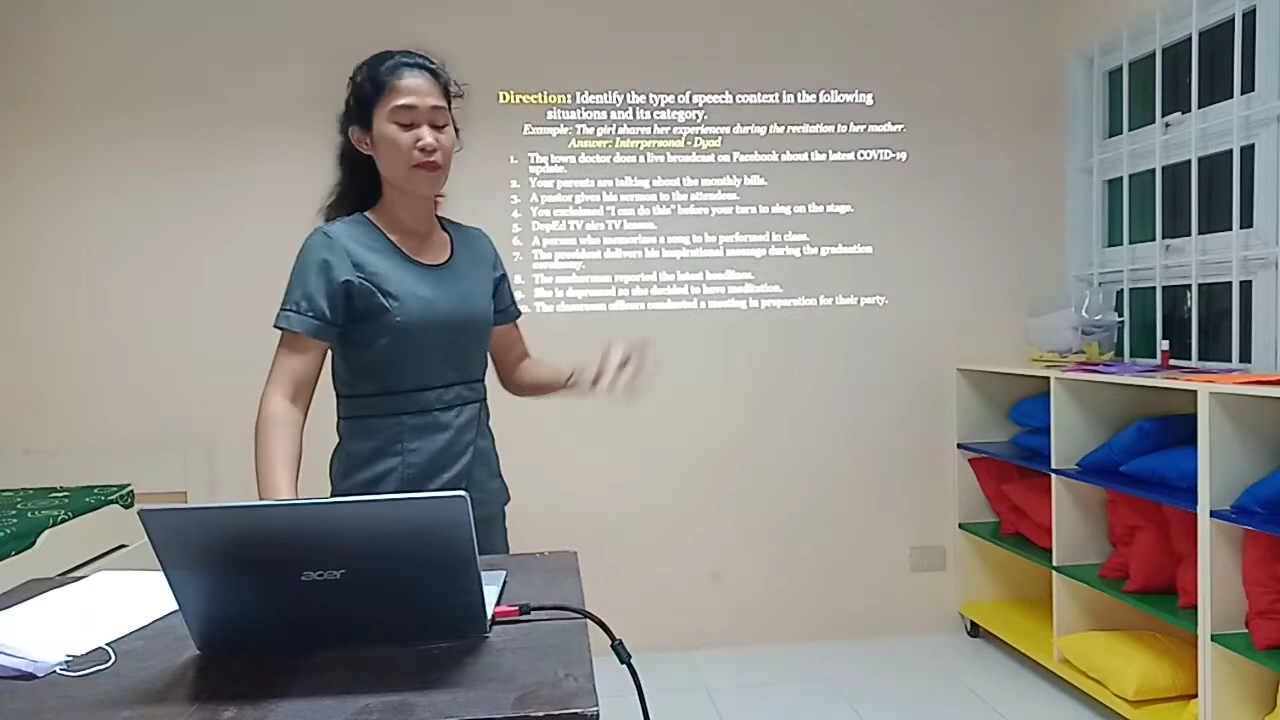 Direction: Identify the type of speech context in the following
situations and its category.
Example: The girl shares her experiences during the recitation to her mother.
Answer: Interpersonal - Dyad
1. The town doctor does a live broadcast on Facebook about the latest COVID-19
update.
2. Your parents are talking about the monthly bills.
3. A pastor gives his sermon to the attendees.
4. You exclaimed "I can do this" before your turn to sing on the stage.
5. DepEd TV airs TV lesson.
6. A person who memorizes a song to be performed in class.
7. The president delivers his inspirational message during the graduation
ceremony.
8. The anchorman reported the latest headlines.
9. She is depressed so she decided to have meditation.
The classroom officers conducted a meeting in preparation for their party.
acer